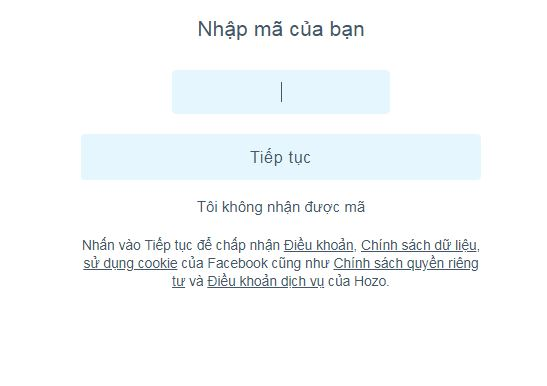 Nhập mã của bạn
Tiếp tục
Tôi không nhận được mã
Nhấn vào Tiếp tục để chấp nhận Điều khoản, Chính sách dữ liệu,
sử dụng cookie của Facebook cũng như Chính sách quyền riêng
tư và Điều khoản dịch vụ của Hozo.